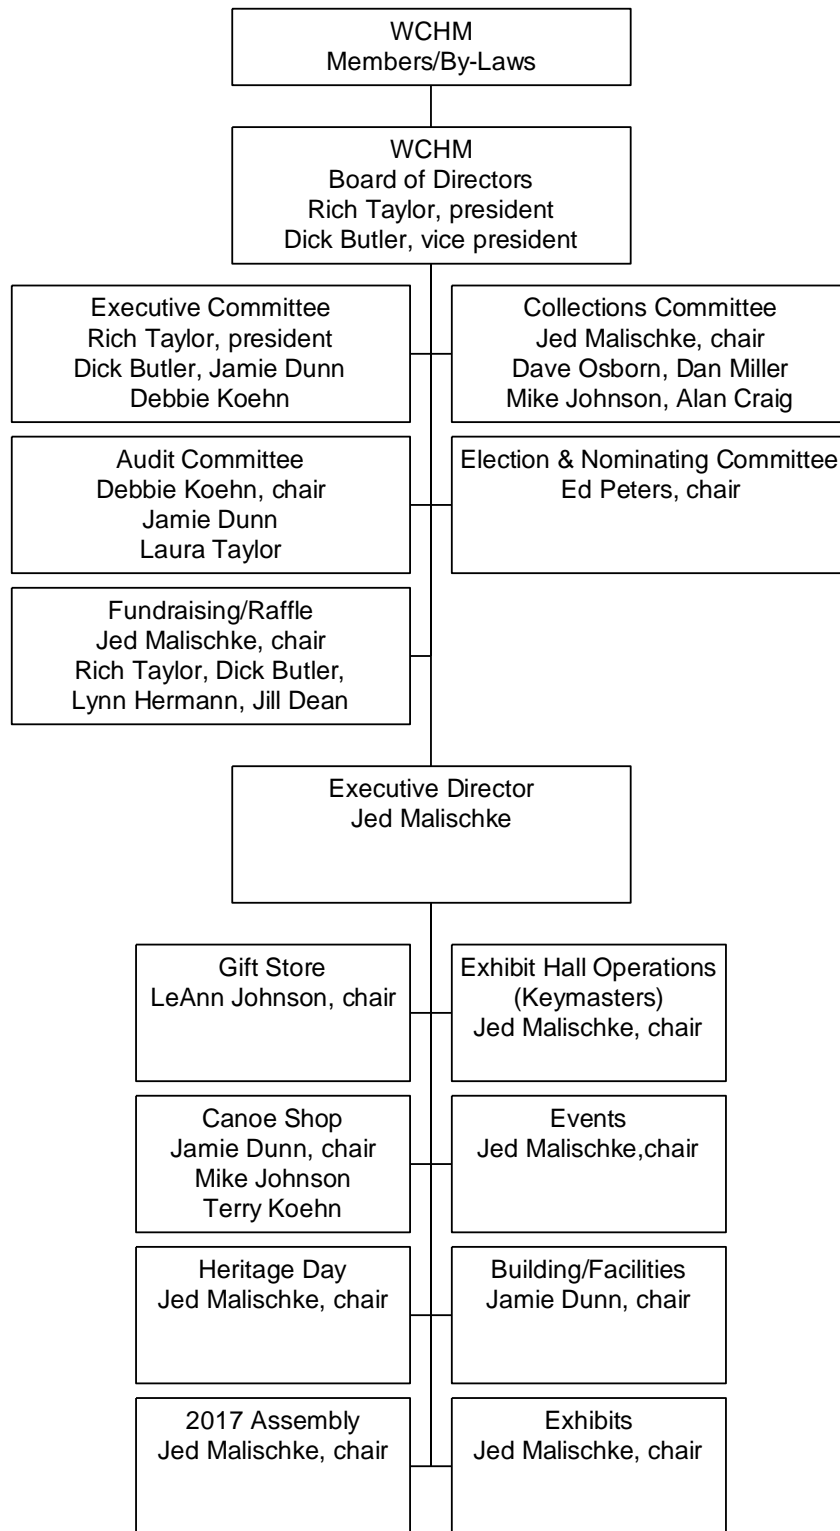 WCHM
Members/By-Laws
WCHM
Board of Directors
Rich Taylor, president
Dick Butler, vice president
Executive Committee
Rich Taylor, president
Dick Butler, Jamie Dunn
Debbie Koehn
Collections Committee
Jed Malischke, chair
Dave Osborn, Dan Miller
Mike Johnson, Alan Craig
Audit Committee
Debbie Koehn, chair
Jamie Dunn
Laura Taylor
Election & Nominating Committee
Ed Peters, chair
Fundraising/Raffle
Jed Malischke, chair
Rich Taylor, Dick Butler,
Lynn Hermann, Jill Dean
Executive Director
Jed Malischke
Gift Store
LeAnn Johnson, chair
Exhibit Hall Operations
(Keymasters)
Jed Malischke, chair
Canoe Shop
Jamie Dunn, chair
Mike Johnson
Terry Koehn
Events
Jed Malischke,chair
Heritage Day
Jed Malischke, chair
Building/Facilities
Jamie Dunn, chair
2017 Assembly
Jed Malischke, chair
Exhibits
Jed Malischke, chair